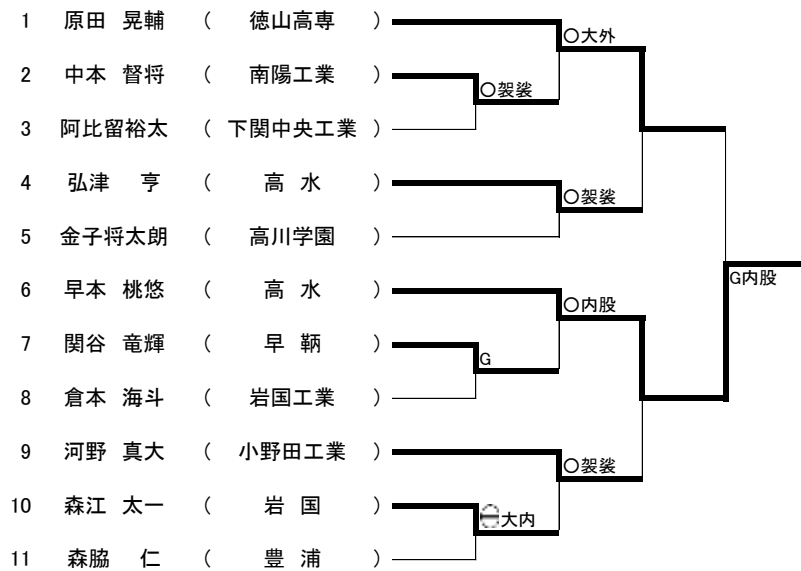 1 原田 晃輔 ( 徳山高専 )
○大外
2 中本 督将 ( 南陽工業 )
○袈裟
3 阿比留裕太 ( 下関中央工業 )
4 弘津 亨 ( 高 水 )
○袈裟
5 金子将太朗 ( 高川学園 )
G内股
6 早本 桃悠 ( 高 水 )
○内股
7 関谷 竜輝 ( 早 鞆 )
G
8 倉本 海斗 ( 岩国工業 )
9 河野 真大 ( 小野田工業 )
○袈裟
10 森江 太一 ( 岩 国 )
㊀大内
11 森脇 仁 ( 豊 浦 )